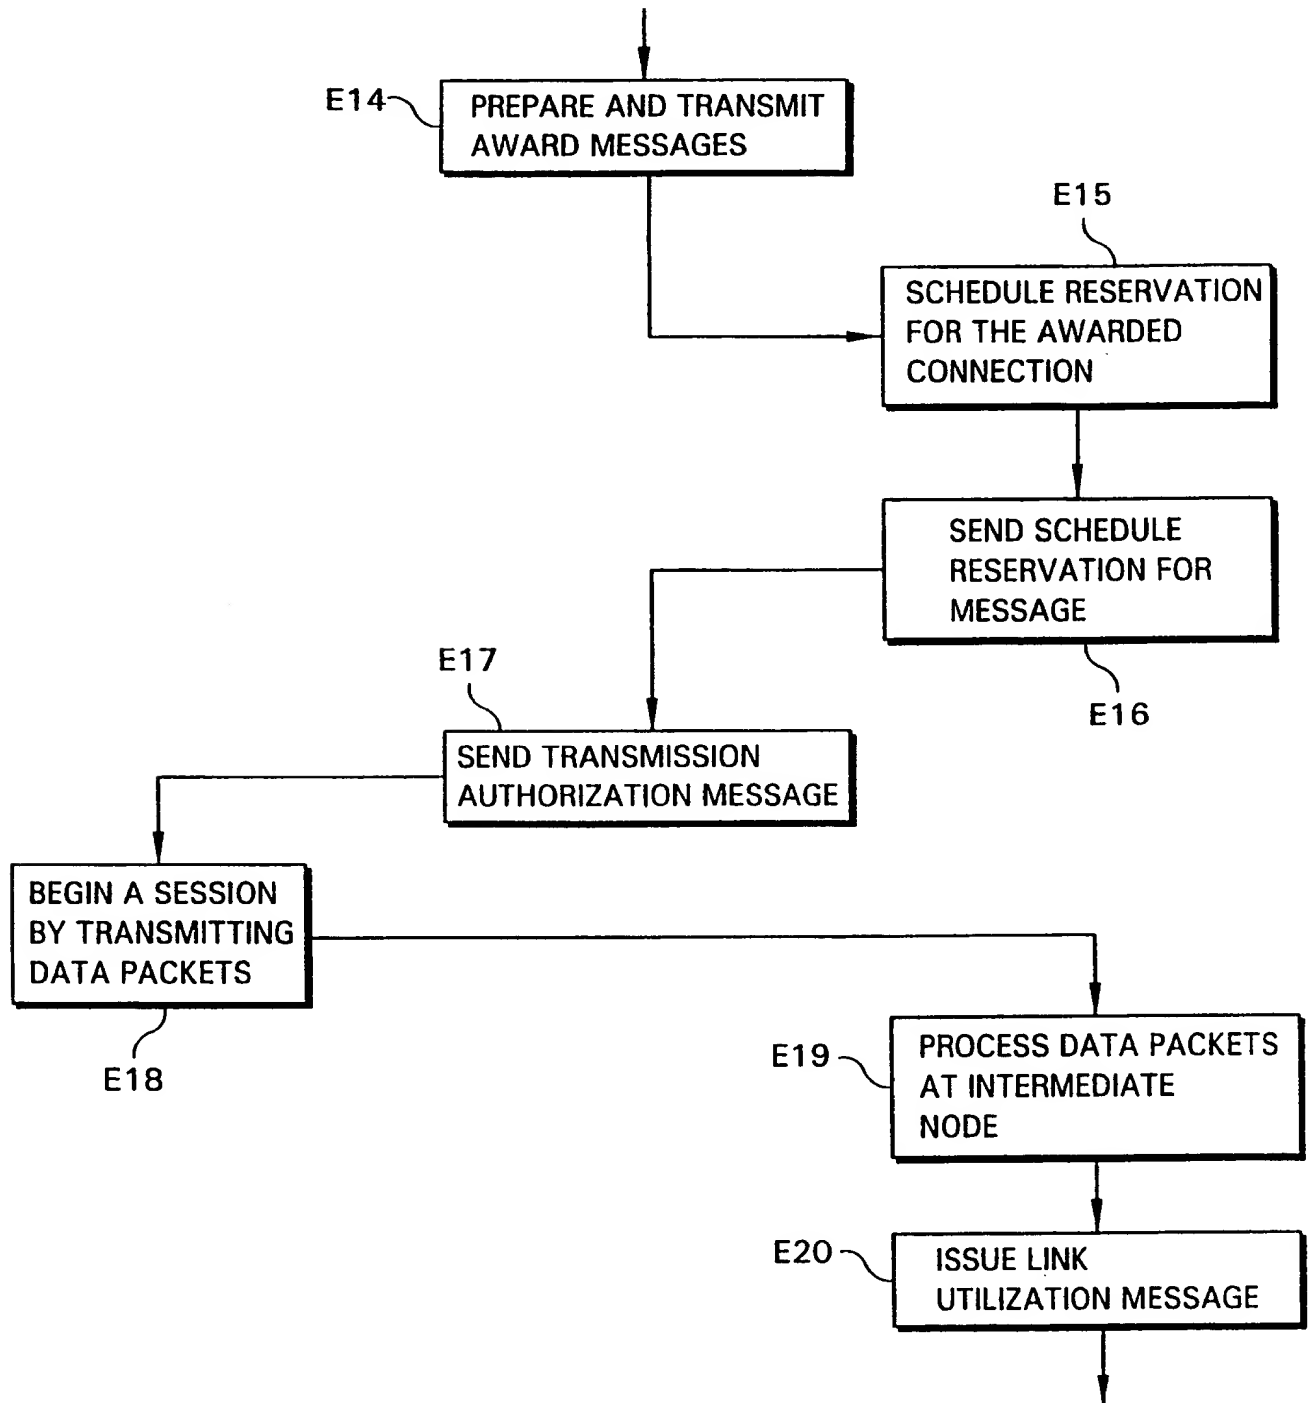 E14
PREPARE AND TRANSMIT
AWARD MESSAGES
E15
SCHEDULE RESERVATION
FOR THE AWARDED
CONNECTION
SEND SCHEDULE
RESERVATION FOR
MESSAGE
E16
E17
SEND TRANSMISSION
AUTHORIZATION MESSAGE
BEGIN A SESSION
BY TRANSMITTING
DATA PACKETS
E18
E19
PROCESS DATA PACKETS
AT INTERMEDIATE
NODE
E20
ISSUE LINK
UTILIZATION MESSAGE